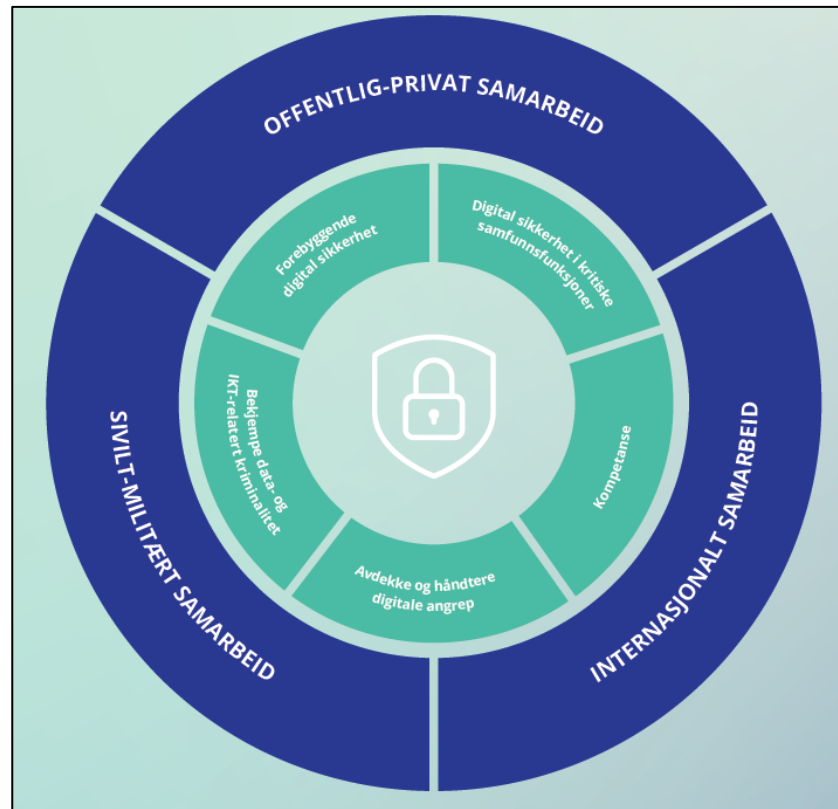 OFFENTLIG-PRIVAT SAMARBEID
Forebyggende
digital sikkerhet
Digital sikkerhet i kritiske
samfunnsfunksjoner
Bekjempe data- og
IKT-relatert kriminalitet
Kompetanse
Avdekke og håndtere
digitale angrep
SIVILT-MILITÆRT SAMARBEID
INTERNASJONALT SAMARBEID